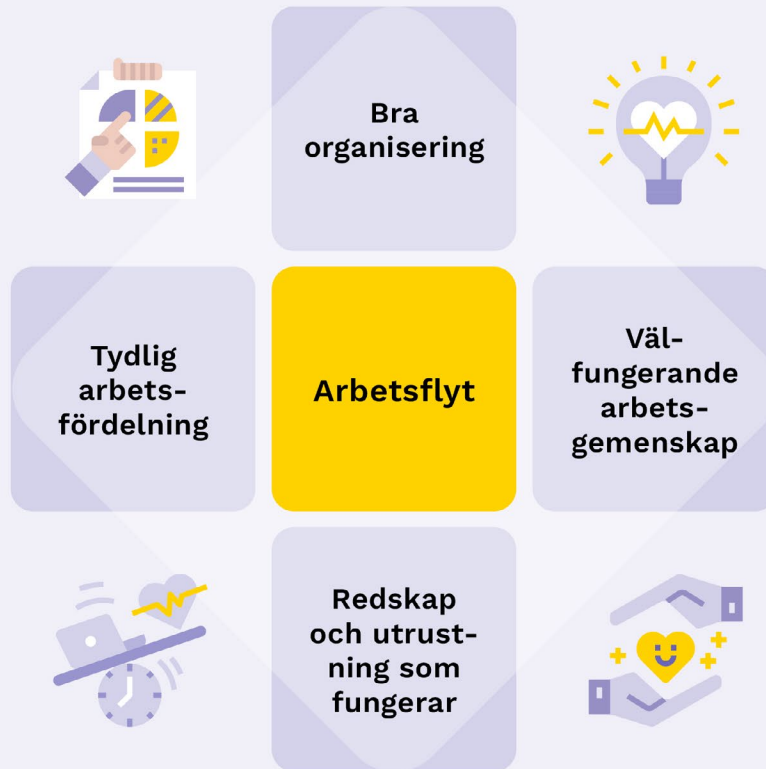 Bra
organisering
Tydlig
arbets-
fördelning
Arbetsflyt
Väl-
fungerande
arbets-
gemenskap
Redskap
och utrust-
ning som
fungerar